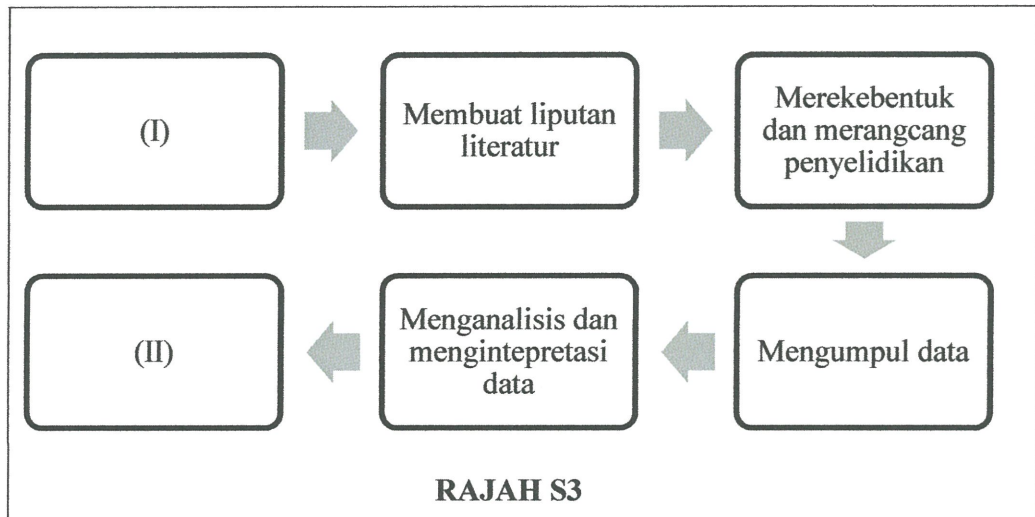 (I)
Membuat liputan
literatur
Merekebentuk
dan merangcang
penyelidikan
(II)
Menganalisis dan
mengintepretasi
data
Mengumpul data
RAJAH S3